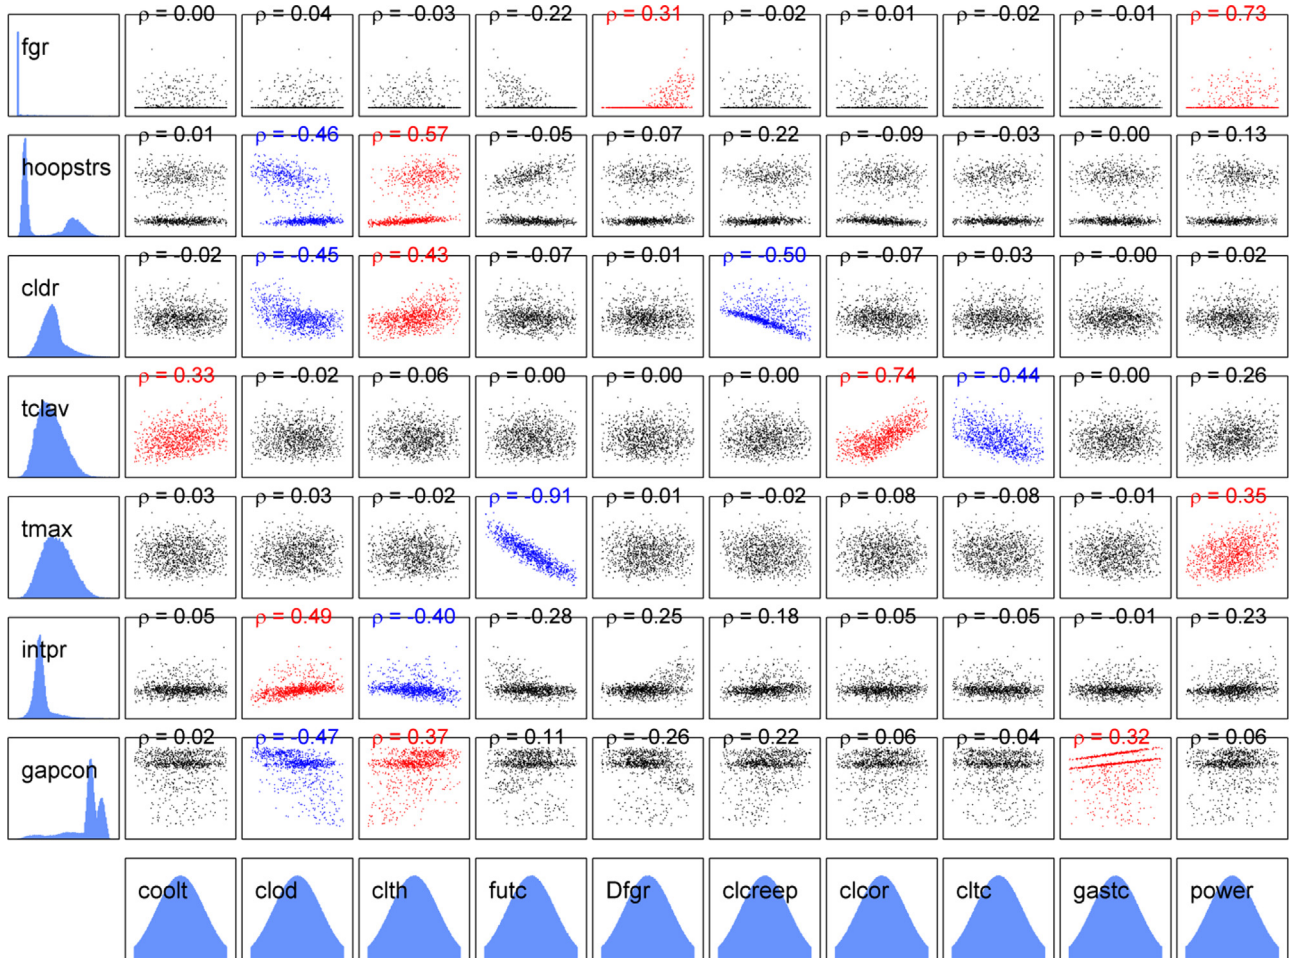 ρ = 0.00 ρ = 0.04 ρ = -0.03 ρ = -0.22 ρ = 0.31 ρ = -0.02 ρ = 0.01 ρ = -0.02 ρ = -0.01 ρ = 0.73
fgr
ρ = 0.01 ρ = -0.46 ρ = 0.57 ρ = -0.05 ρ = 0.07 ρ = 0.22 ρ = -0.09 ρ = -0.03 ρ = 0.00 ρ = 0.13
hoopstrs
ρ = -0.02 ρ = -0.45 ρ = 0.43 ρ = -0.07 ρ = 0.01 ρ = -0.50 ρ = -0.07 ρ = 0.03 ρ = -0.00 ρ = 0.02
cldr
ρ = 0.33 ρ = -0.02 ρ = 0.06 ρ = 0.00 ρ = 0.00 ρ = 0.00 ρ = 0.74 ρ = -0.44 ρ = 0.00 ρ = 0.26
tclav
ρ = 0.03 ρ = 0.03 ρ = -0.02 ρ = -0.91 ρ = 0.01 ρ = -0.02 ρ = 0.08 ρ = -0.08 ρ = -0.01 ρ = 0.35
tmax
ρ = 0.05 ρ = 0.49 ρ = -0.40 ρ = -0.28 ρ = 0.25 ρ = 0.18 ρ = 0.05 ρ = -0.05 ρ = -0.01 ρ = 0.23
intpr
ρ = 0.02 ρ = -0.47 ρ = 0.37 ρ = 0.11 ρ = -0.26 ρ = 0.22 ρ = 0.06 ρ = -0.04 ρ = 0.32 ρ = 0.06
gapcon
coolt clod clth futc Dfgr clcreep clcor cltc gastc power